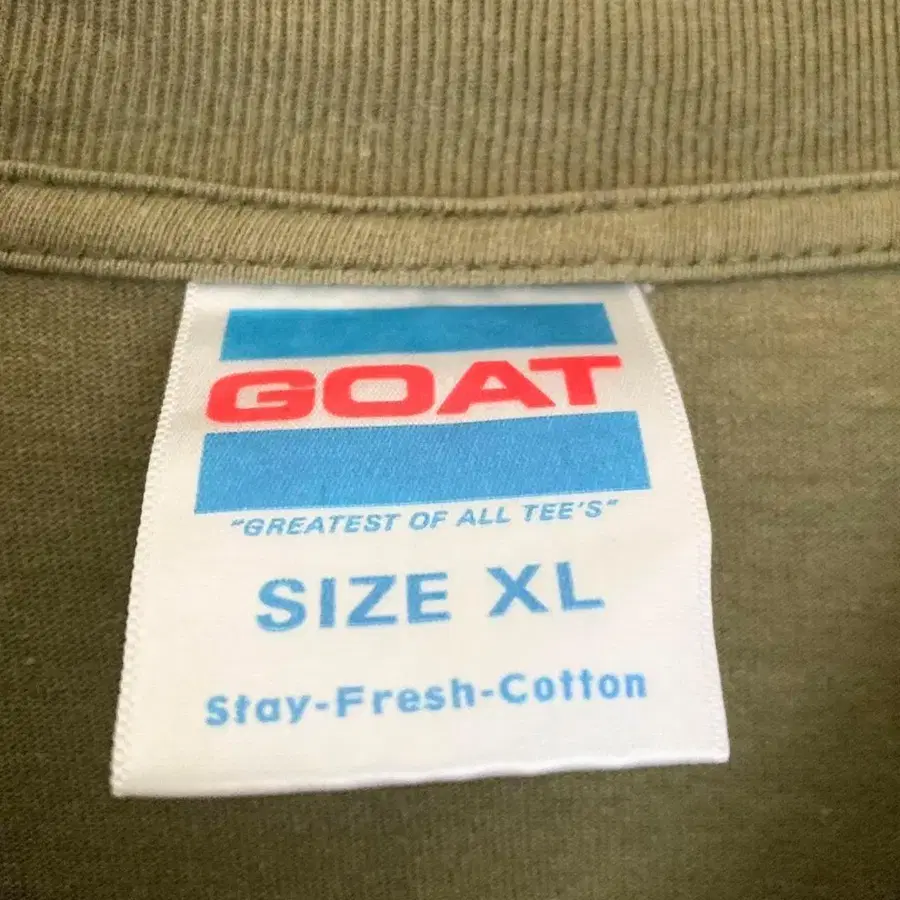 GOAT
"GREATEST OF ALL TEE'S"
SIZE XL
Stay-Fresh-Cotton